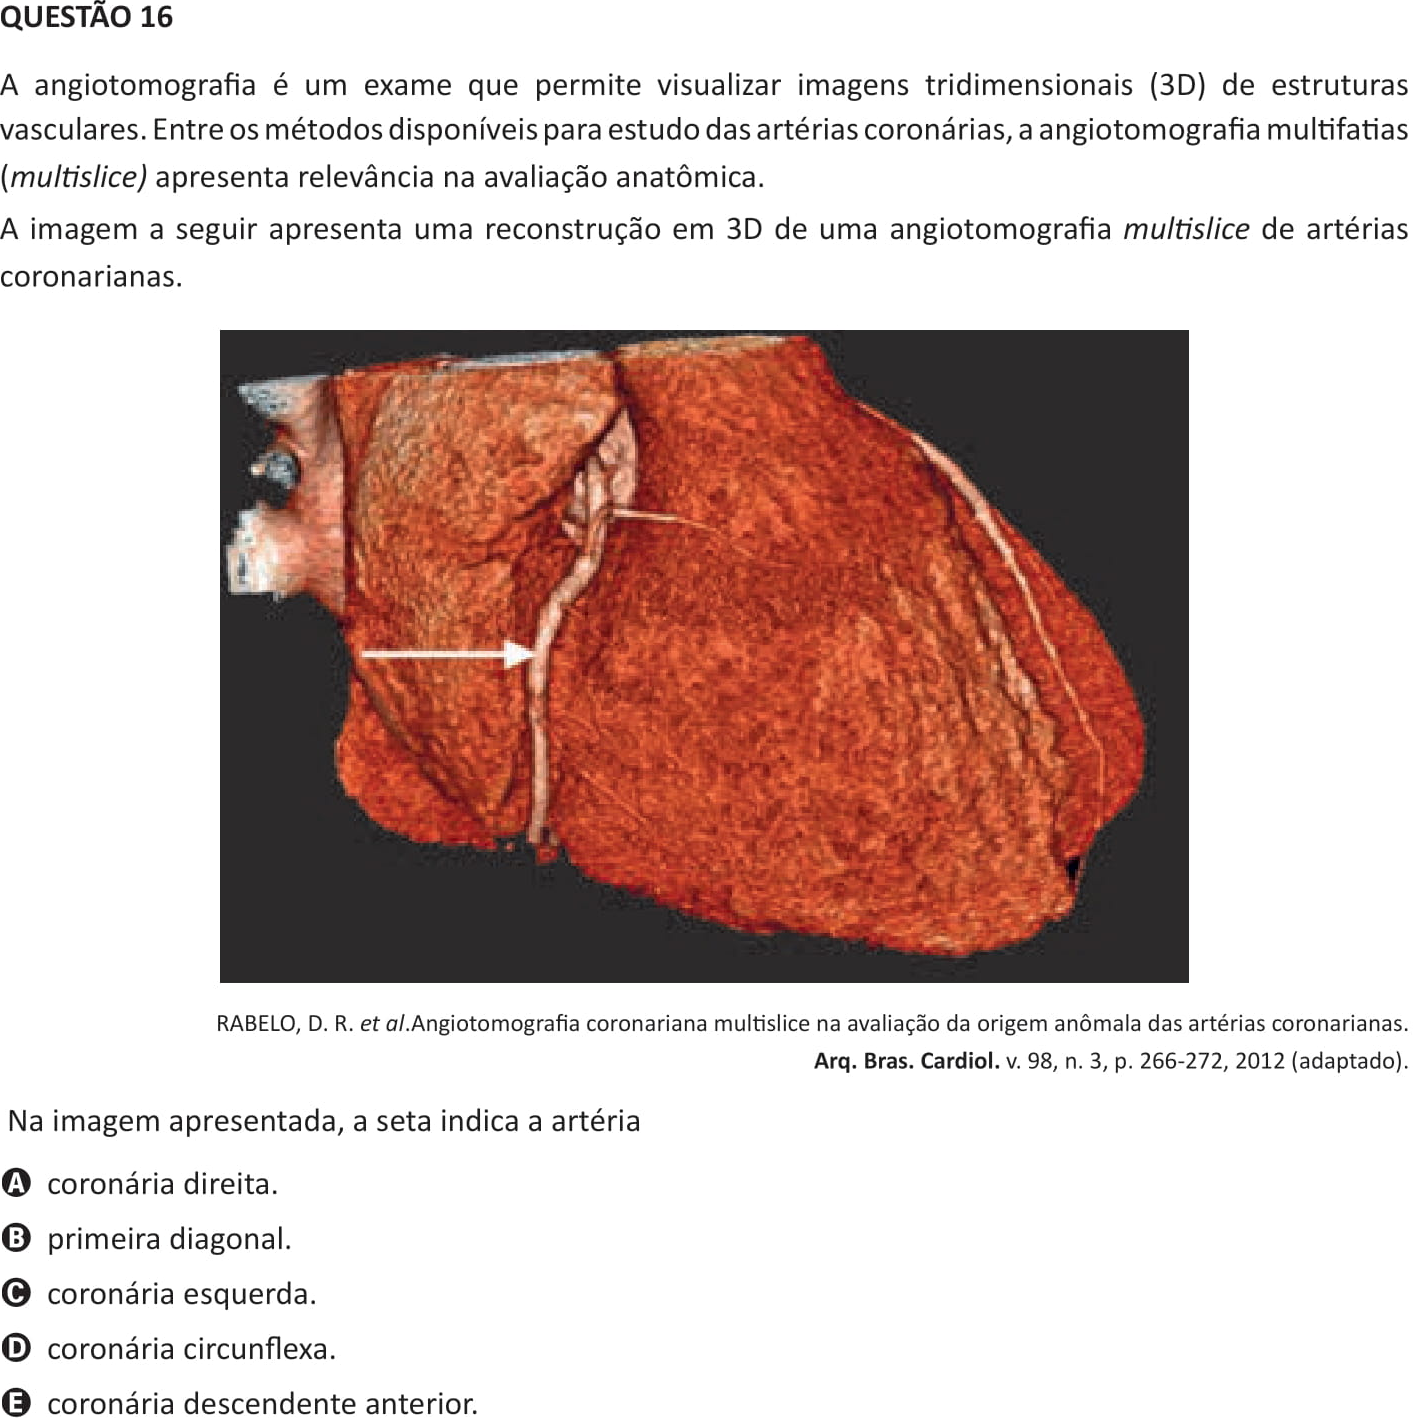 QUESTÃO 16
A angiotomografia é um exame que permite visualizar imagens tridimensionais (3D) de estruturas
vasculares. Entre os métodos disponíveis para estudo das artérias coronárias, a angiotomografia multifatias
(multislice) apresenta relevância na avaliação anatômica.
A imagem a seguir apresenta uma reconstrução em 3D de uma angiotomografia multislice de artérias
coronarianas.
RABELO, D. R. et al.Angiotomografia coronariana multislice na avaliação da origem anômala das artérias coronarianas.
Arq. Bras. Cardiol. v. 98, n. 3, p. 266-272, 2012 (adaptado).
Na imagem apresentada, a seta indica a artéria
A coronária direita.
B primeira diagonal.
C coronária esquerda.
D coronária circunflexa.
E coronária descendente anterior.